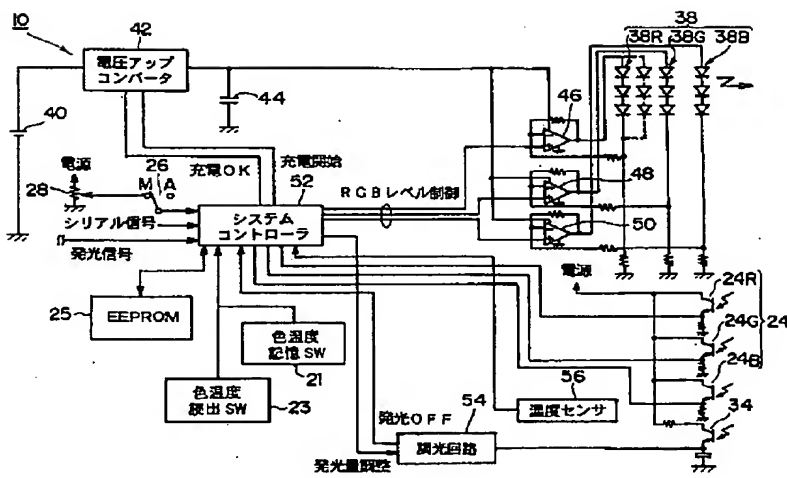 10
42
電圧アップ
コンバータ
38
38R 38G 38B
40
44
46
電源
28
26
M A
充電OK
充電開始
52
RGBレベル制御
48
シリアル信号
発光信号
システム
コントローラ
50
電源
24R
24G
24
24B
25
EEPROM
色温度
記憶SW
21
色温度
読出SW
23
56
温度センサ
34
発光OFF
54
調光回路
発光量調整